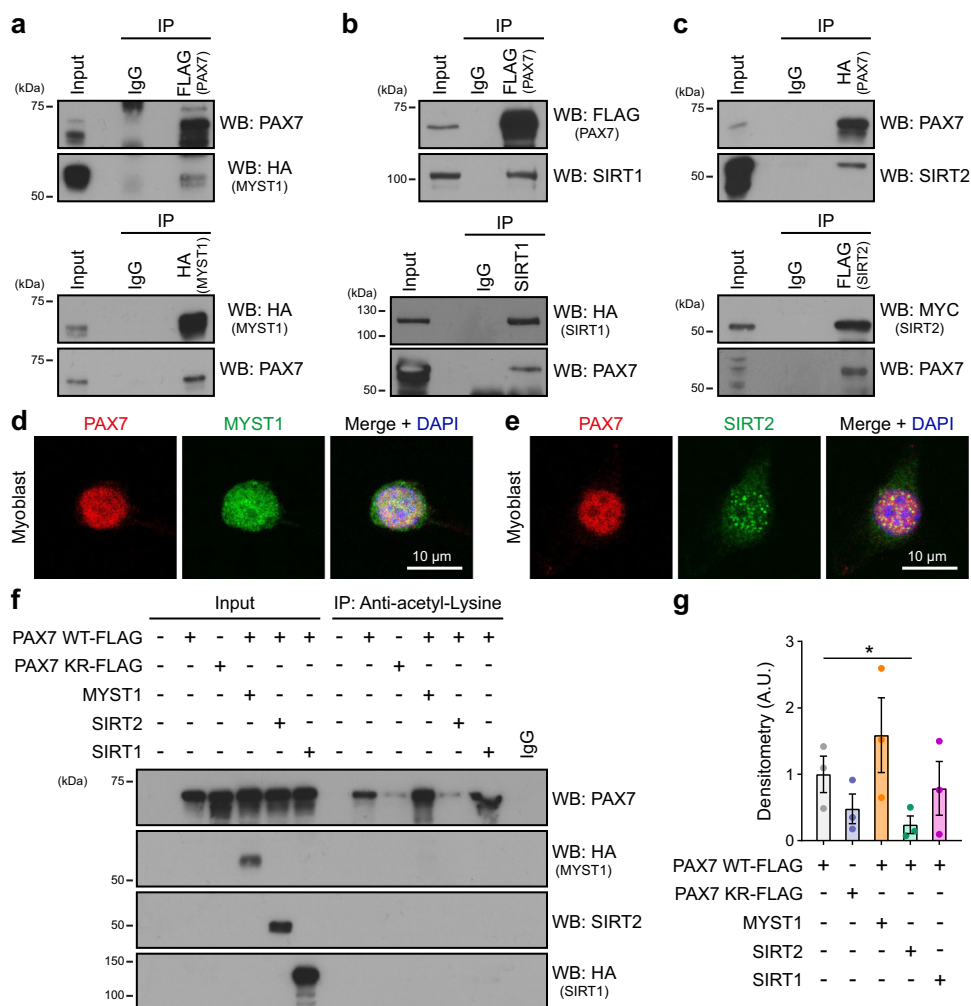 a
IP
Input
IgG
FLAG
(PAX7)
(kDa)
75
WB: PAX7
WB: HA
(MYST1)
50
IP
Input
IgG
HA
(MYST1)
(kDa)
WB: HA
(MYST1)
75
WB: PAX7
b
IP
Input
IgG
FLAG
(PAX7)
(kDa)
75
WB: FLAG
(PAX7)
100
WB: SIRT1
IP
Input
IgG
SIRT1
(kDa)
130
100
WB: HA
(SIRT1)
50
WB: PAX7
c
IP
Input
IgG
HA
(PAX7)
(kDa)
75
WB: PAX7
50
WB: SIRT2
IP
Input
IgG
FLAG
(SIRT2)
(kDa)
50
WB: MYC
(SIRT2)
75
50
WB: PAX7
d
PAX7
MYST1
Merge + DAPI
Myoblast
10 µm
e
PAX7
SIRT2
Merge + DAPI
Myoblast
10 µm
f
Input
IP: Anti-acetyl-Lysine
PAX7 WT-FLAG - + - + + + - + - + + +
PAX7 KR-FLAG - - + - - - - - + - - -
MYST1 - - - + - - - - - + - -
SIRT2 - - - - + - - - - - + -
SIRT1 - - - - - + - - - - - +
IgG
(kDa)
75
WB: PAX7
50
WB: HA
(MYST1)
50
WB: SIRT2
150
100
WB: HA
(SIRT1)
g
Densitometry (A.U.)
3
2
1
0
*
PAX7 WT-FLAG + - + + +
PAX7 KR-FLAG - + - - -
MYST1 - - + - -
SIRT2 - - - + -
SIRT1 - - - - +